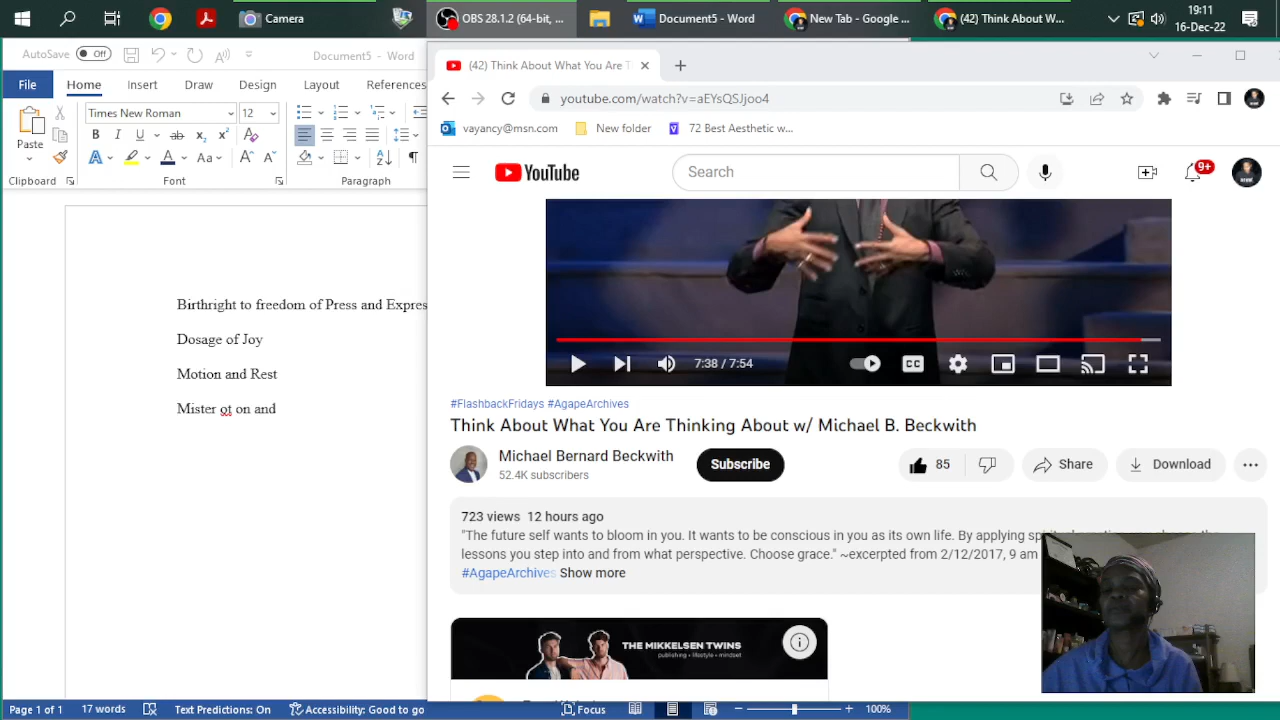 Camera
OBS 28.1.2 (64-bit, ...
Document5 - Word
New Tab - Google ...
(42) Think About W...
19:11
16-Dec-22
AutoSave Off
Document5 - Word
(42) Think About What You Are T
File Home Insert Draw Design Layout References
youtube.com/watch?v=aEYsQSJjoo4
Times New Roman 12
vayancy@msn.com New folder 72 Best Aesthetic w...
Paste
Clipboard Font Paragraph
YouTube
Search
9+
Birthright to freedom of Press and Expres
Dosage of Joy
Motion and Rest
Mister ot on and
7:38 / 7:54
CC
#FlashbackFridays #AgapeArchives
Think About What You Are Thinking About w/ Michael B. Beckwith
Michael Bernard Beckwith
52.4K subscribers
Subscribe
85
Share
Download
723 views 12 hours ago
"The future self wants to bloom in you. It wants to be conscious in you as its own life. By applying
lessons you step into and from what perspective. Choose grace." ~excerpted from 2/12/2017, 9 am
#AgapeArchives Show more
THE MIKKELSEN TWINS
publishing • lifestyle • mindset
Page 1 of 1 17 words Text Predictions: On Accessibility: Good to go Focus 100%